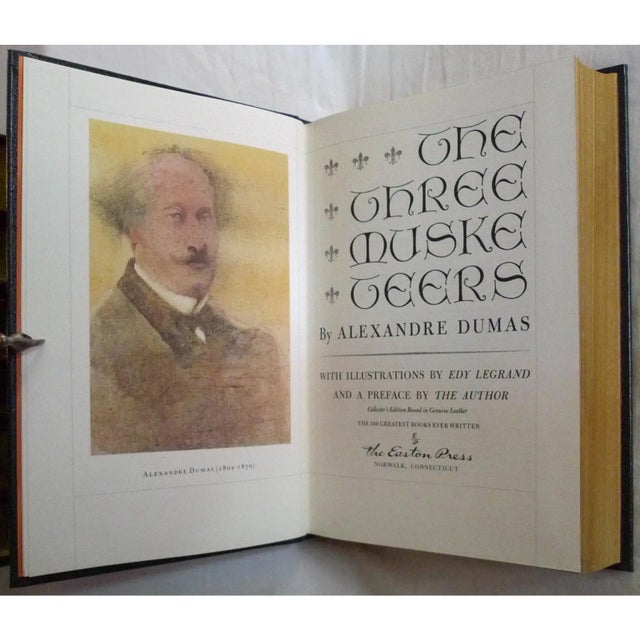 ALEXANDRE DUMAS (1802-1870)
THE
THREE
MUSKE
TEERS
By ALEXANDRE DUMAS
WITH ILLUSTRATIONS BY EDY LEGRAND
AND A PREFACE BY THE AUTHOR
Collector's Edition Bound in Genuine Leather
THE 100 GREATEST BOOKS EVER WRITTEN
The Easton Press
NORWALK, CONNECTICUT